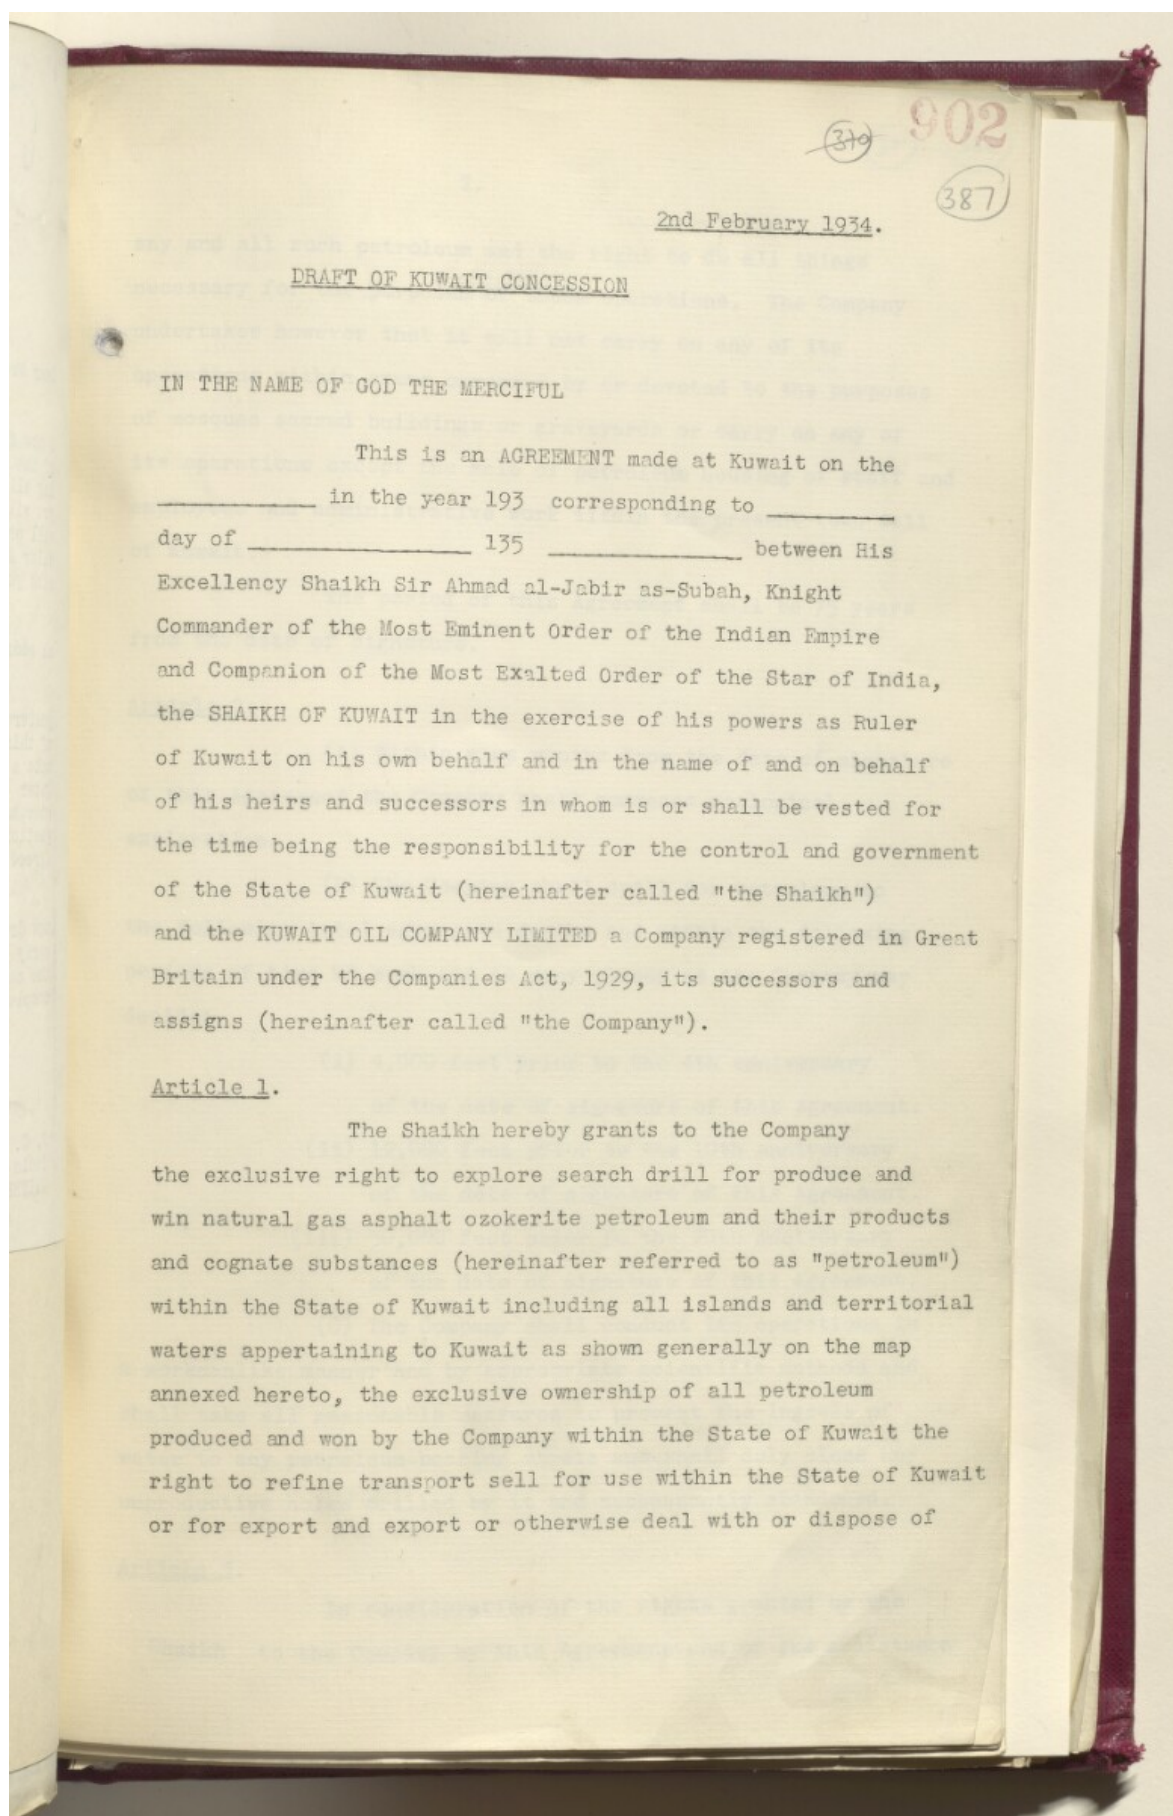 902
370
387
2nd February 1934.
DRAFT OF KUWAIT CONCESSION
IN THE NAME OF GOD THE MERCIFUL
This is an AGREEMENT made at Kuwait on the
____________ in the year 193 corresponding to __________
day of _________________ 135 _______________ between His
Excellency Shaikh Sir Ahmad al-Jabir as-Subah, Knight
Commander of the Most Eminent Order of the Indian Empire
and Companion of the Most Exalted Order of the Star of India,
the SHAIKH OF KUWAIT in the exercise of his powers as Ruler
of Kuwait on his own behalf and in the name of and on behalf
of his heirs and successors in whom is or shall be vested for
the time being the responsibility for the control and government
of the State of Kuwait (hereinafter called "the Shaikh")
and the KUWAIT OIL COMPANY LIMITED a Company registered in Great
Britain under the Companies Act, 1929, its successors and
assigns (hereinafter called "the Company").
Article 1.
The Shaikh hereby grants to the Company
the exclusive right to explore search drill for produce and
win natural gas asphalt ozokerite petroleum and their products
and cognate substances (hereinafter referred to as "petroleum")
within the State of Kuwait including all islands and territorial
waters appertaining to Kuwait as shown generally on the map
annexed hereto, the exclusive ownership of all petroleum
produced and won by the Company within the State of Kuwait the
right to refine transport sell for use within the State of Kuwait
or for export and export or otherwise deal with or dispose of